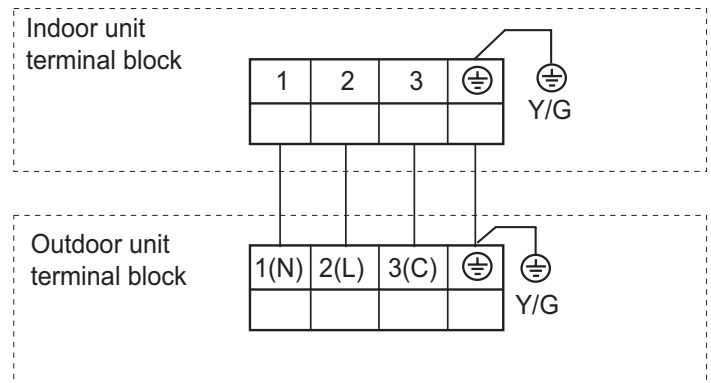 Indoor unit
terminal block
1 2 3
Y/G
Outdoor unit
terminal block
1(N) 2(L) 3(C)
Y/G